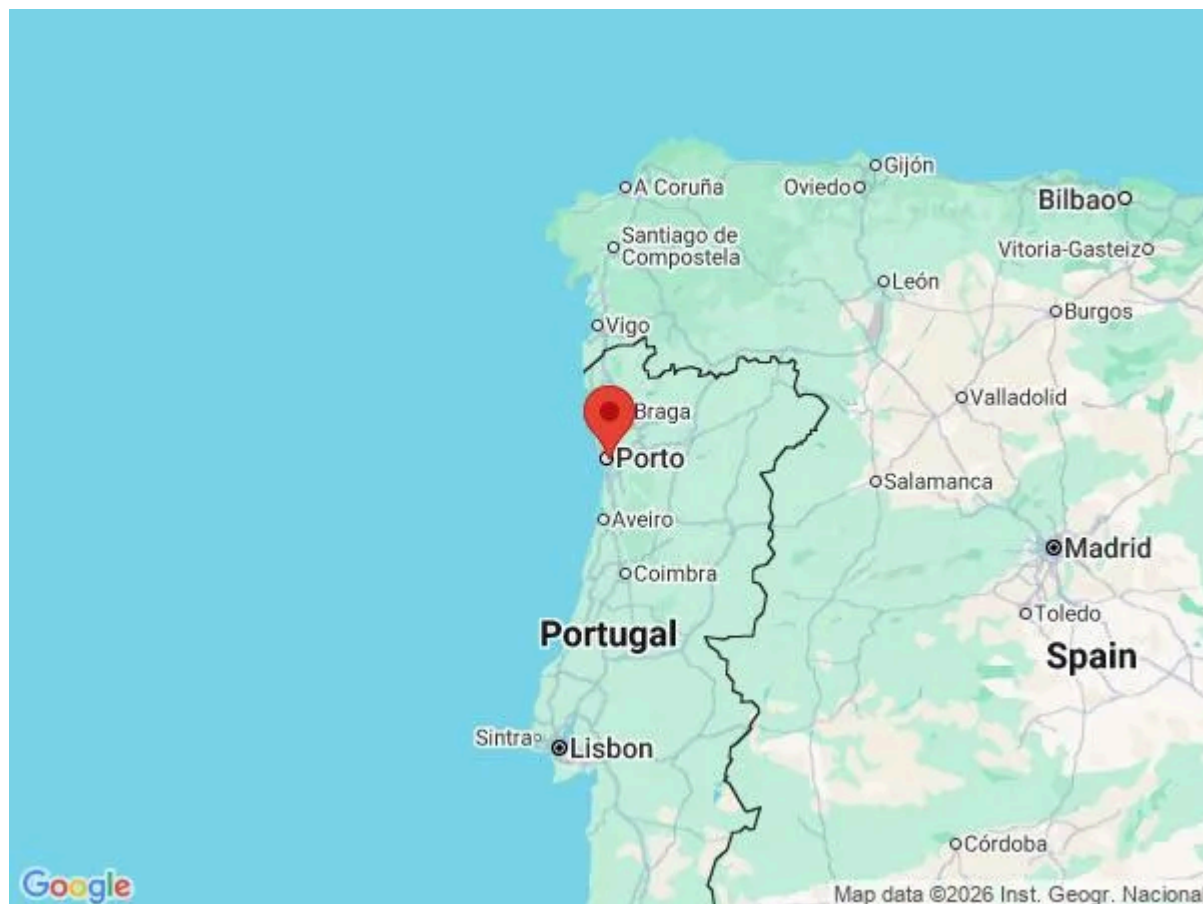 Gijón
A Coruña
Oviedo
Bilbao
Santiago de
Compostela
Vitoria-Gasteiz
León
Burgos
Vigo
Valladolid
Braga
Porto
Salamanca
Aveiro
Madrid
Coimbra
Toledo
Portugal
Spain
Sintra
Lisbon
Córdoba
Google
Map data ©2026 Inst. Geogr. Nacional